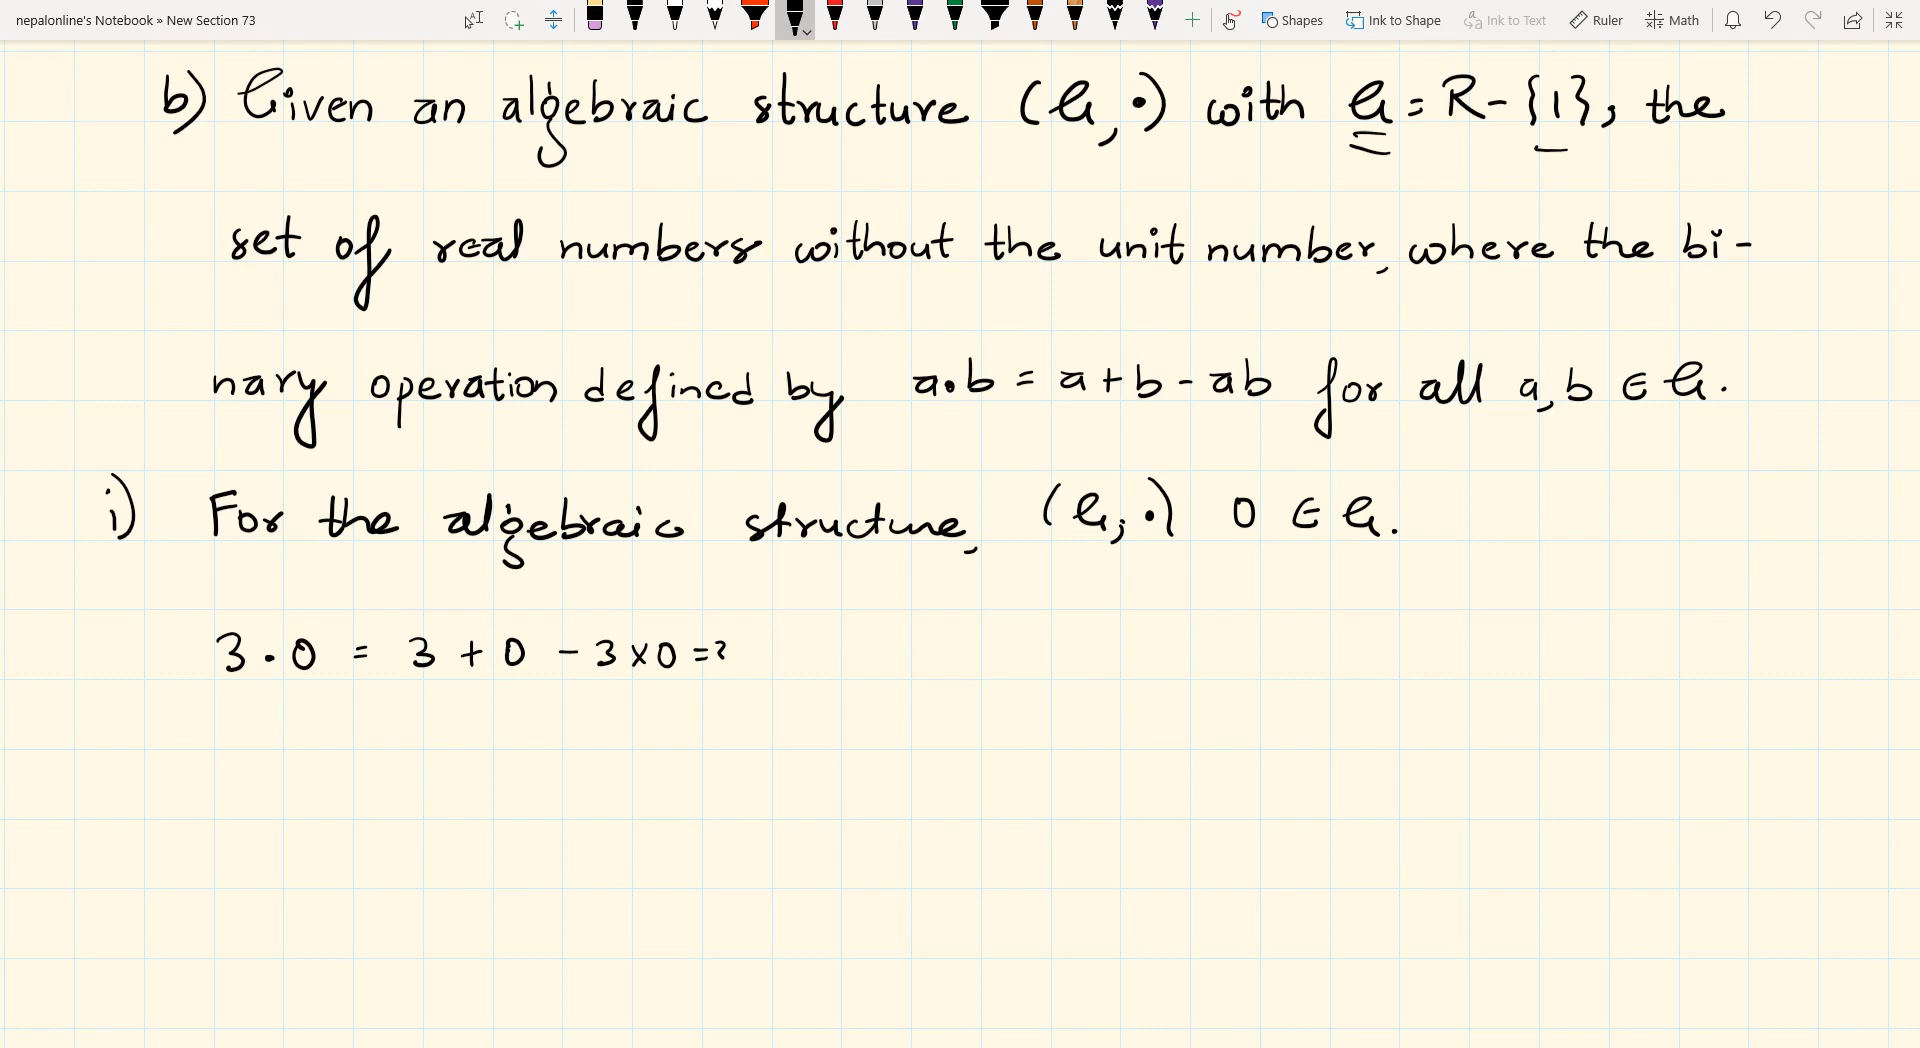 nepalonline's Notebook » New Section 73
Shapes Ink to Shape Ink to Text Ruler Math
b) Given an algebraic structure (G, •) with G = R - {1}, the
set of real numbers without the unit number, where the bi -
nary operation defined by a•b = a + b - ab for all a, b ∈ G.
i) For the algebraic structure, (G, •) 0 ∈ G.
3 • 0 = 3 + 0 - 3 × 0 = ?